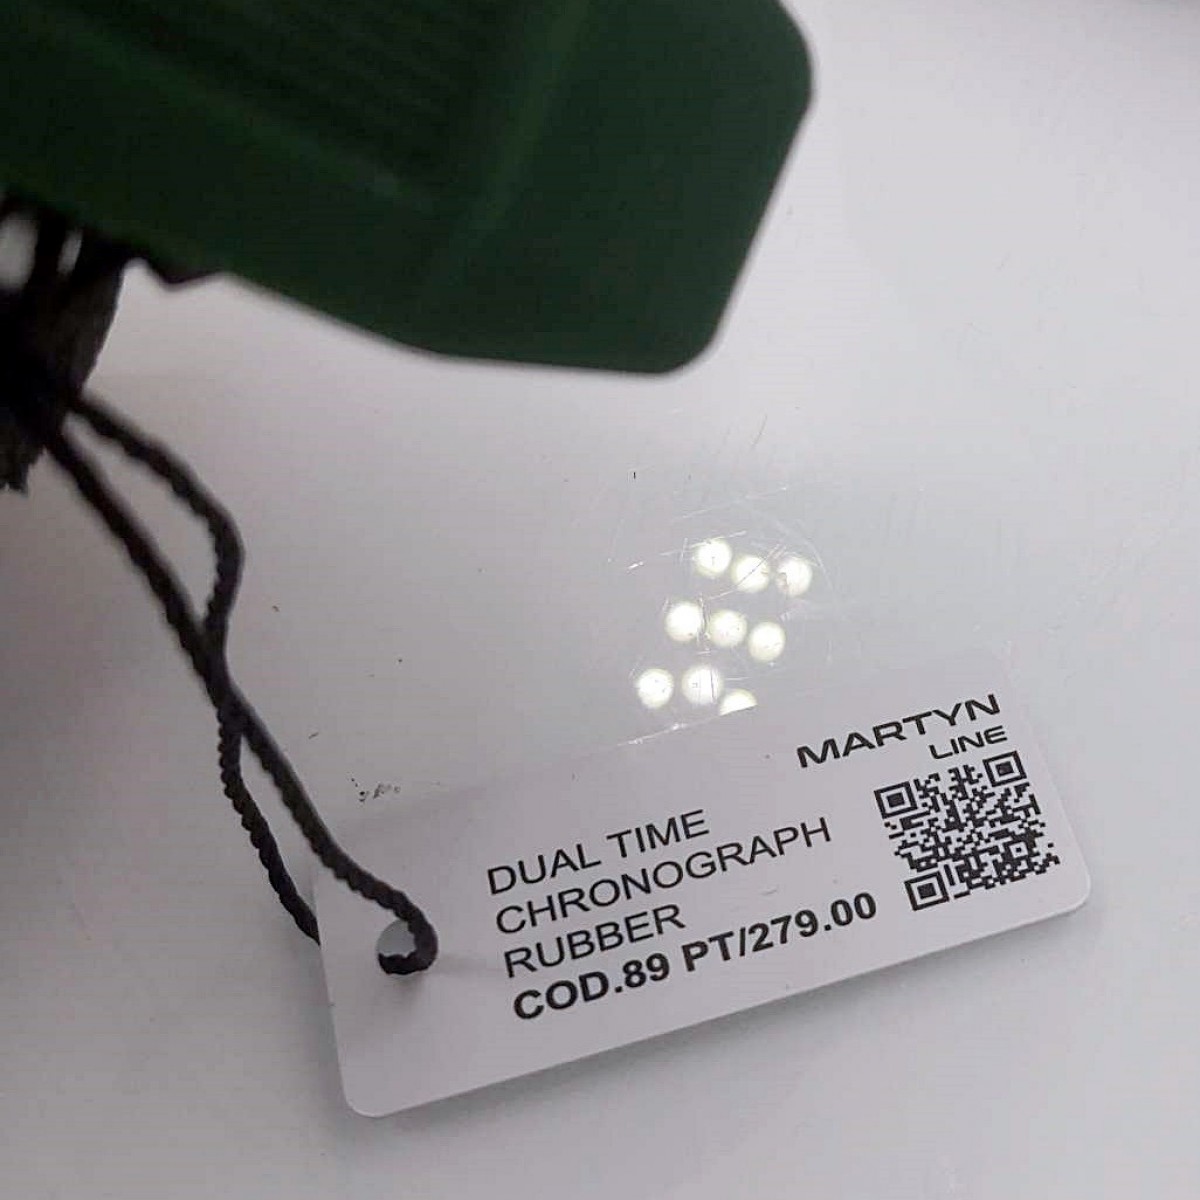 MARTYN
LINE
DUAL TIME
CHRONOGRAPH
RUBBER
COD.89 PT/279.00